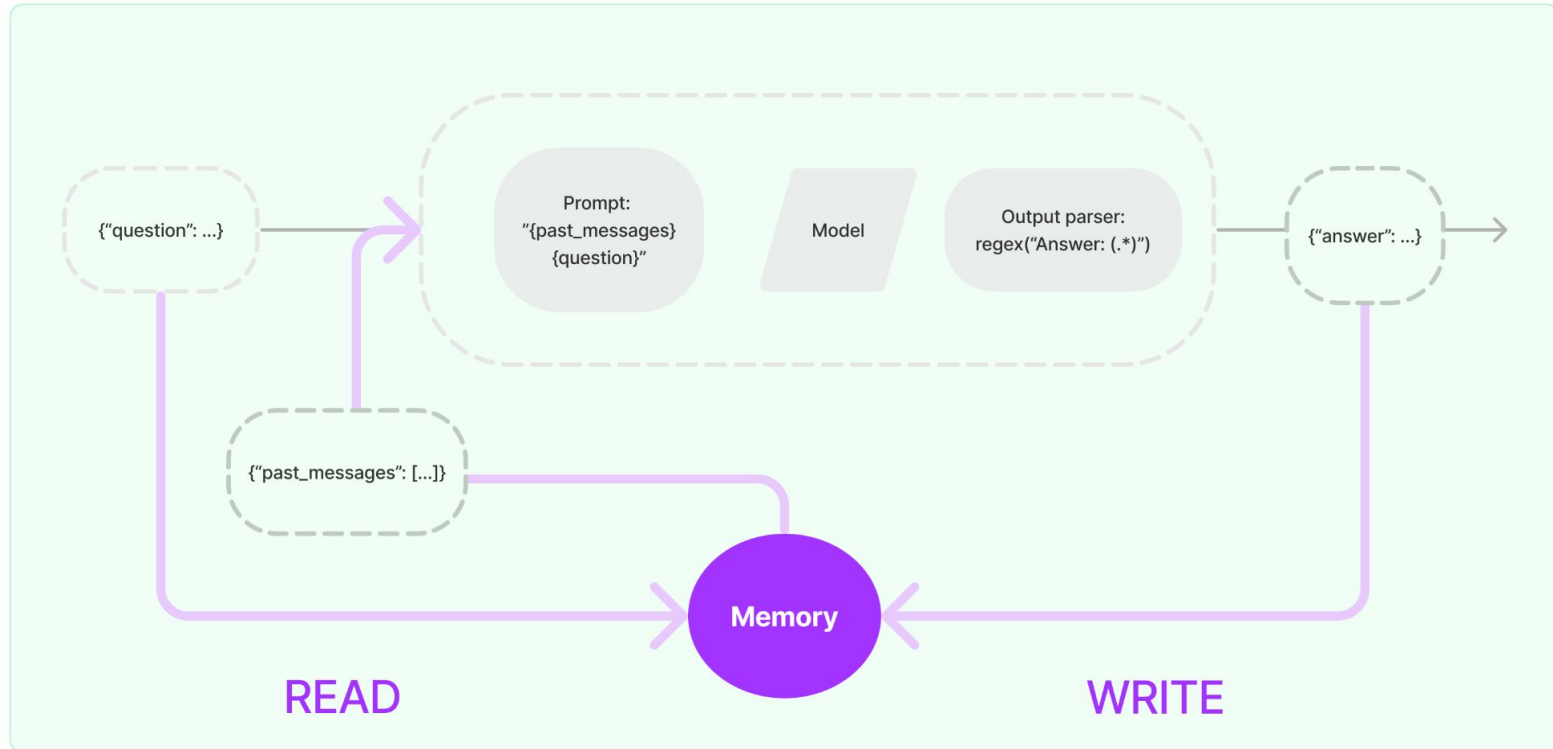 {“question”: ...}
Prompt:
”{past_messages}
{question}”
Model
Output parser:
regex(“Answer: (.*)”)
{“answer”: ...}
{“past_messages”: [...]}
Memory
READ
WRITE